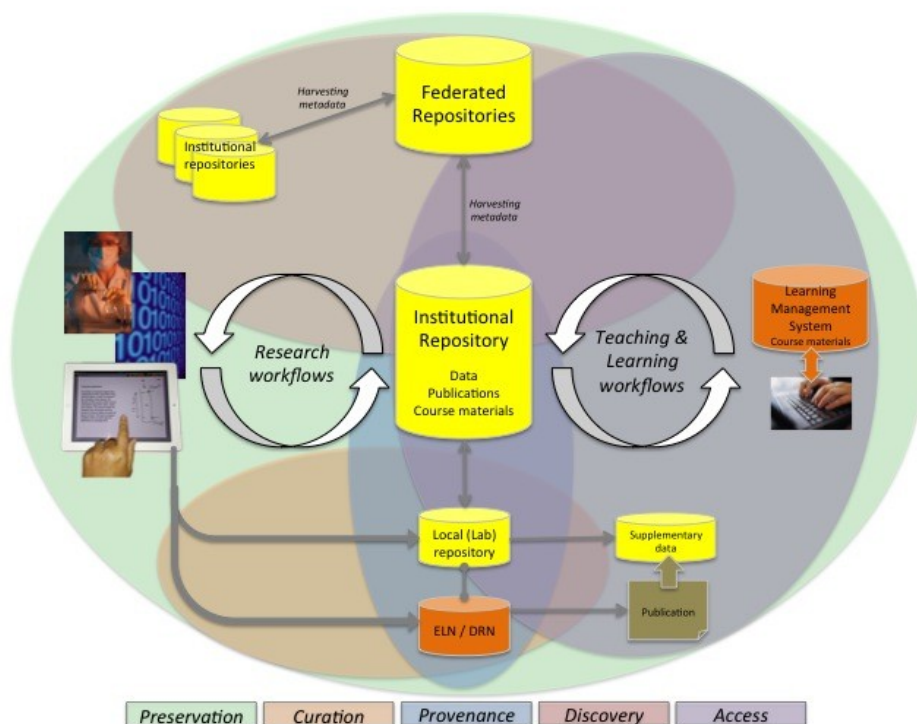 Federated
Repositories
Harvesting
metadata
Institutional
repositories
Harvesting
metadata
Institutional
Repository
Data
Publications
Course materials
Research
workflows
Teaching &
Learning
workflows
Learning
Management
System
Course materials
Local (Lab)
repository
Supplementary
data
ELN / DRN
Publication
Preservation
Curation
Provenance
Discovery
Access